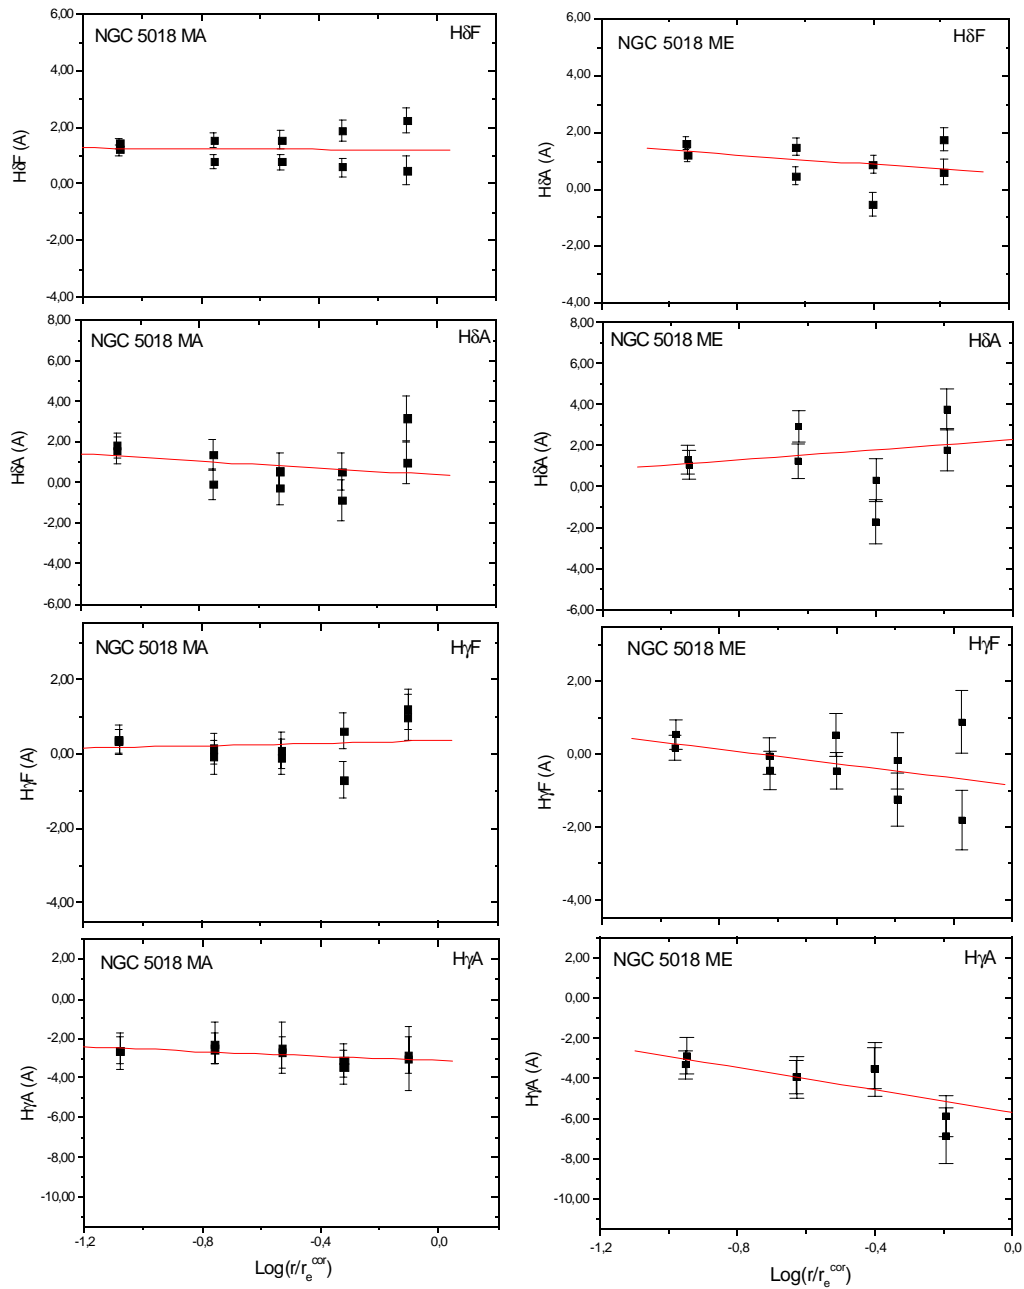 NGC 5018 MA
HδF
6,00
4,00
2,00
0,00
-2,00
-4,00
HδF (A)
NGC 5018 ME
HδF
6,00
4,00
2,00
0,00
-2,00
-4,00
HδA (A)
NGC 5018 MA
HδA
8,00
6,00
4,00
2,00
0,00
-2,00
-4,00
-6,00
HδA (A)
NGC 5018 ME
HδA
8,00
6,00
4,00
2,00
0,00
-2,00
-4,00
-6,00
HδA (A)
NGC 5018 MA
HγF
2,00
0,00
-2,00
-4,00
HγF (A)
NGC 5018 ME
HγF
2,00
0,00
-2,00
-4,00
HγF (A)
NGC 5018 MA
HγA
2,00
0,00
-2,00
-4,00
-6,00
-8,00
-10,00
HγA (A)
-1,2 -0,8 -0,4 0,0
Log(r/r_e^cor)
NGC 5018 ME
HγA
2,00
0,00
-2,00
-4,00
-6,00
-8,00
-10,00
HγA (A)
-1,2 -0,8 -0,4 0,0
Log(r/r_e^cor)